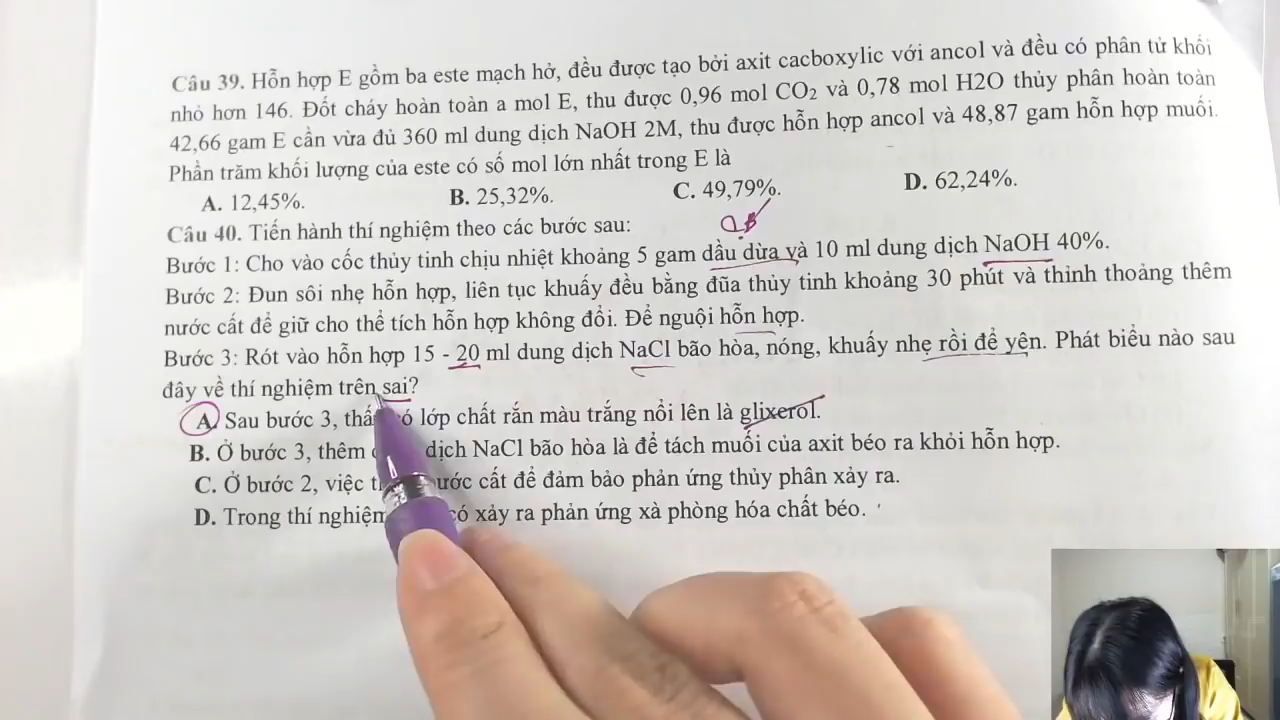 Câu 39. Hỗn hợp E gồm ba este mạch hở, đều được tạo bởi axit cacboxylic với ancol và đều có phân tử khối
nhỏ hơn 146. Đốt cháy hoàn toàn a mol E, thu được 0,96 mol CO₂ và 0,78 mol H2O thủy phân hoàn toàn
42,66 gam E cần vừa đủ 360 ml dung dịch NaOH 2M, thu được hỗn hợp ancol và 48,87 gam hỗn hợp muối.
Phần trăm khối lượng của este có số mol lớn nhất trong E là
A. 12,45%. B. 25,32%. C. 49,79%. D. 62,24%.
Câu 40. Tiến hành thí nghiệm theo các bước sau:
Bước 1: Cho vào cốc thủy tinh chịu nhiệt khoảng 5 gam dầu dừa và 10 ml dung dịch NaOH 40%.
Bước 2: Đun sôi nhẹ hỗn hợp, liên tục khuấy đều bằng đũa thủy tinh khoảng 30 phút và thỉnh thoảng thêm
nước cất để giữ cho thể tích hỗn hợp không đổi. Để nguội hỗn hợp.
Bước 3: Rót vào hỗn hợp 15 - 20 ml dung dịch NaCl bão hòa, nóng, khuấy nhẹ rồi để yên. Phát biểu nào sau
đây về thí nghiệm trên sai?
A. Sau bước 3, có lớp chất rắn màu trắng nổi lên là glixerol.
B. Ở bước 3, thêm dịch NaCl bão hòa là để tách muối của axit béo ra khỏi hỗn hợp.
C. Ở bước 2, việc cất để đảm bảo phản ứng thủy phân xảy ra.
D. Trong thí nghiệm có xảy ra phản ứng xà phòng hóa chất béo.